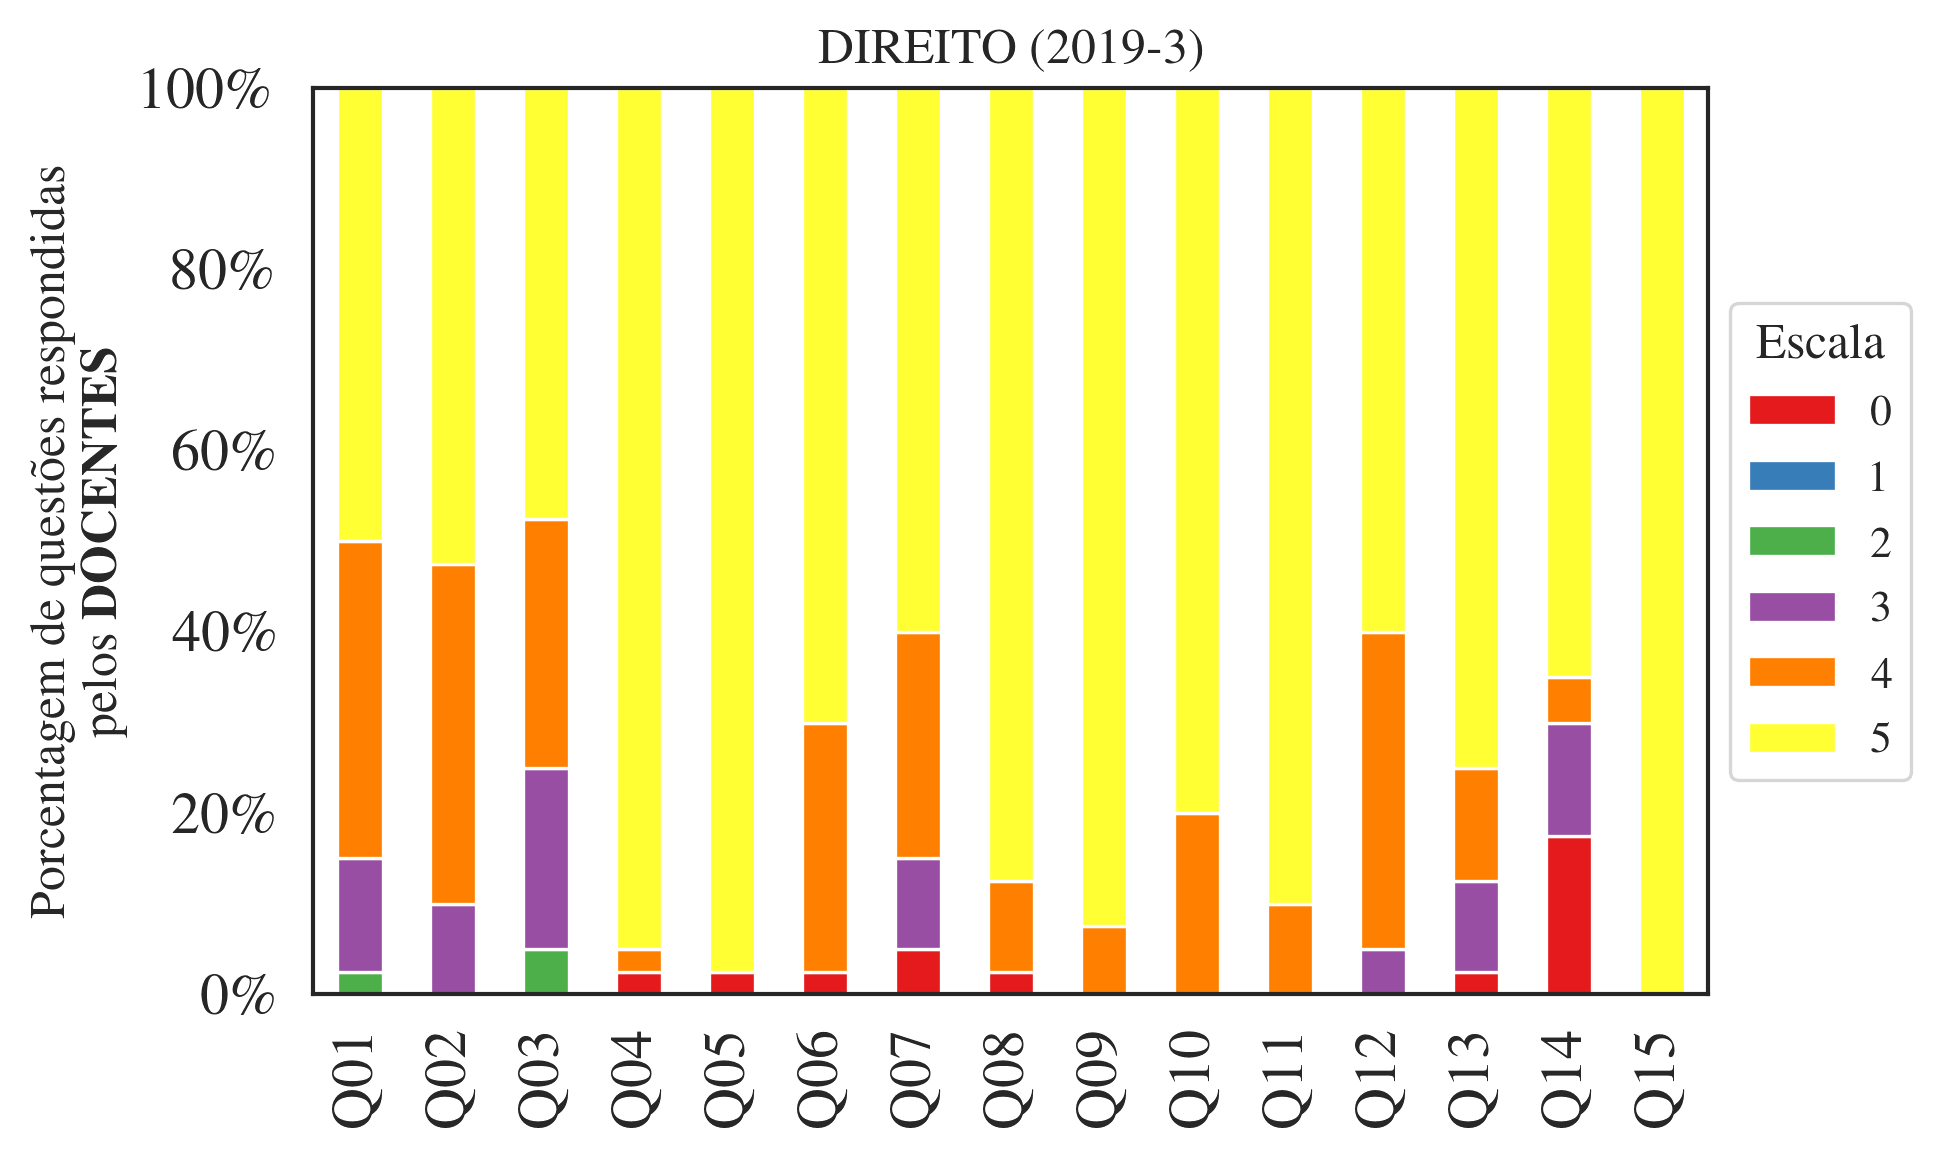 DIREITO (2019-3)
Porcentagem de questões respondidas
pelos DOCENTES
100%
80%
60%
40%
20%
0%
Q01
Q02
Q03
Q04
Q05
Q06
Q07
Q08
Q09
Q10
Q11
Q12
Q13
Q14
Q15
Escala
0
1
2
3
4
5